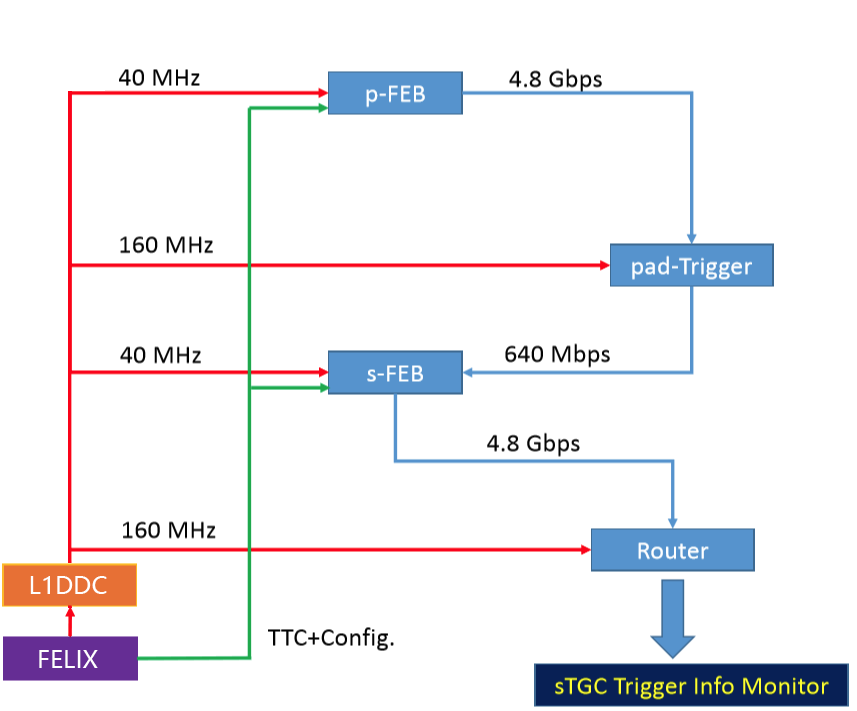 40 MHz
p-FEB
4.8 Gbps
160 MHz
pad-Trigger
40 MHz
s-FEB
640 Mbps
4.8 Gbps
160 MHz
Router
L1DDC
FELIX
TTC+Config.
sTGC Trigger Info Monitor